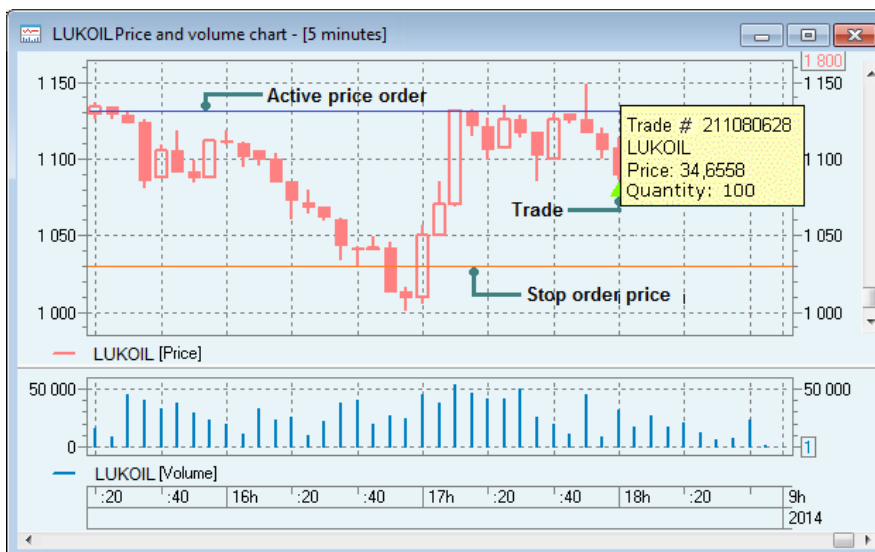 LUKOIL Price and volume chart - [5 minutes]
1 800
1 150
1 150
Active price order
Trade # 211080628
LUKOIL
Price: 34,6558
Quantity: 100
1 100
1 100
Trade
1 050
1 050
Stop order price
1 000
1 000
LUKOIL [Price]
50 000
50 000
0
1
LUKOIL [Volume]
:20 :40 16h :20 :40 17h :20 :40 18h :20 9h
2014